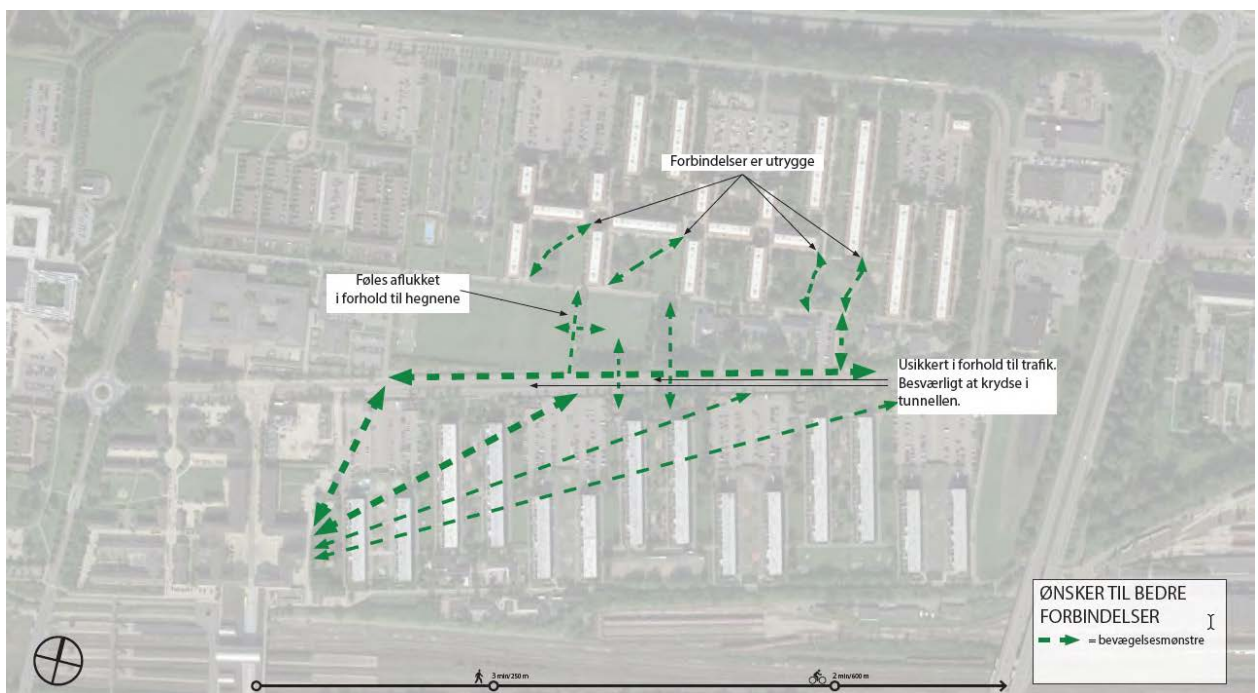 Forbindelser er utrygge
Føles aflukket
i forhold til hegnene
Usikkert i forhold til trafik.
Besværligt at krydse i
tunnellen.
ØNSKER TIL BEDRE
FORBINDELSER
= bevægelsesmønstre
3 min/250 m
2 min/600 m